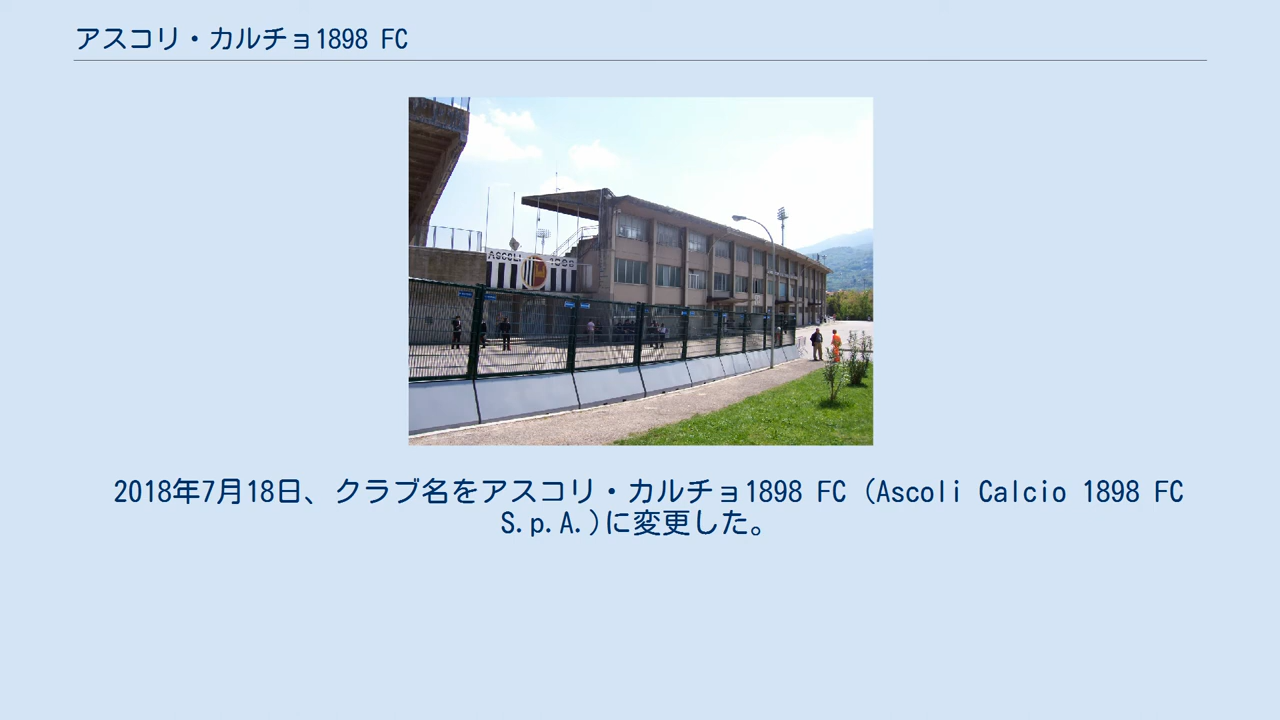 アスコリ・カルチョ1898 FC
ASCOLI 1898
2018年7月18日、クラブ名をアスコリ・カルチョ1898 FC (Ascoli Calcio 1898 FC
S.p.A.)に変更した。